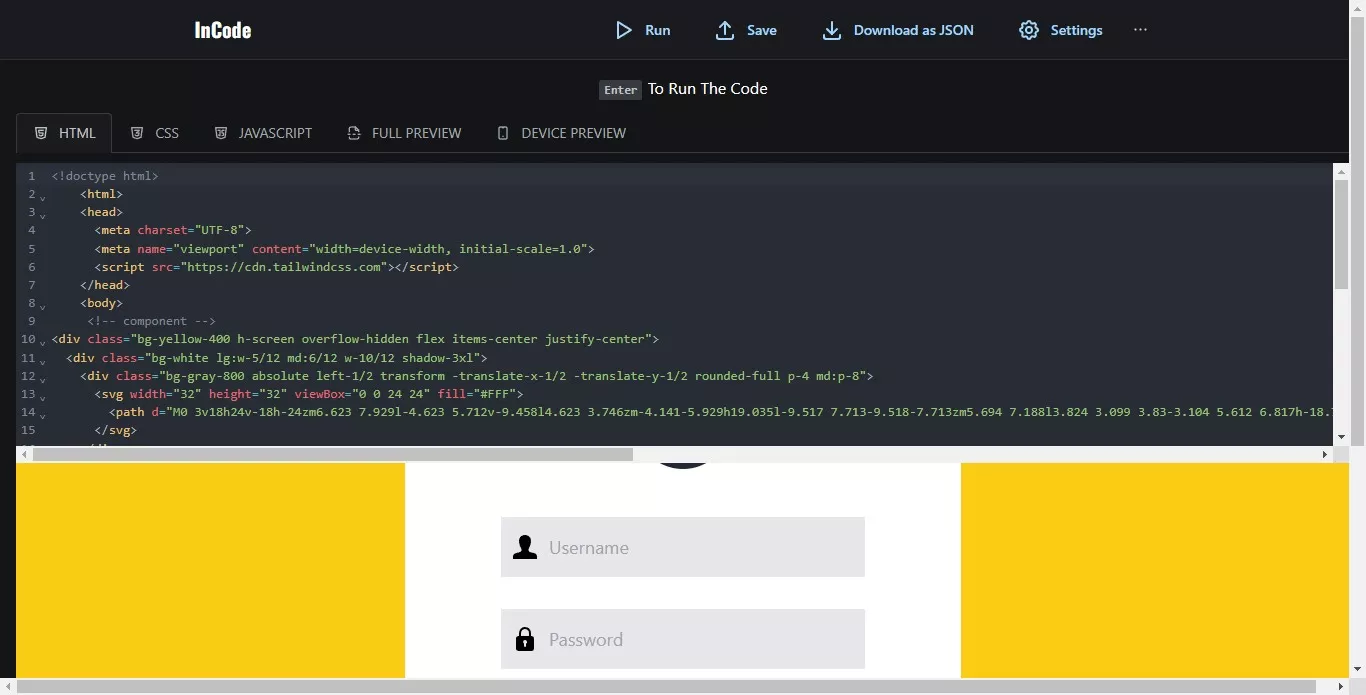 InCode
Run
Save
Download as JSON
Settings
···
Enter To Run The Code
HTML
CSS
JAVASCRIPT
FULL PREVIEW
DEVICE PREVIEW
1 <!doctype html>
2 <html>
3 <head>
4 <meta charset="UTF-8">
5 <meta name="viewport" content="width=device-width, initial-scale=1.0">
6 <script src="https://cdn.tailwindcss.com"></script>
7 </head>
8 <body>
9 <!-- component -->
10 <div class="bg-yellow-400 h-screen overflow-hidden flex items-center justify-center">
11 <div class="bg-white lg:w-5/12 md:6/12 w-10/12 shadow-3xl">
12 <div class="bg-gray-800 absolute left-1/2 transform -translate-x-1/2 -translate-y-1/2 rounded-full p-4 md:p-8">
13 <svg width="32" height="32" viewBox="0 0 24 24" fill="#FFF">
14 <path d="M0 3v18h24v-18h-24zm6.623 7.929l-4.623 5.712v-9.458l4.623 3.746zm-4.141-5.929h19.035l-9.517 7.713-9.518-7.713zm5.694 7.188l3.824 3.099 3.83-3.104 5.612 6.817h-18.
15 </svg>
Username
Password